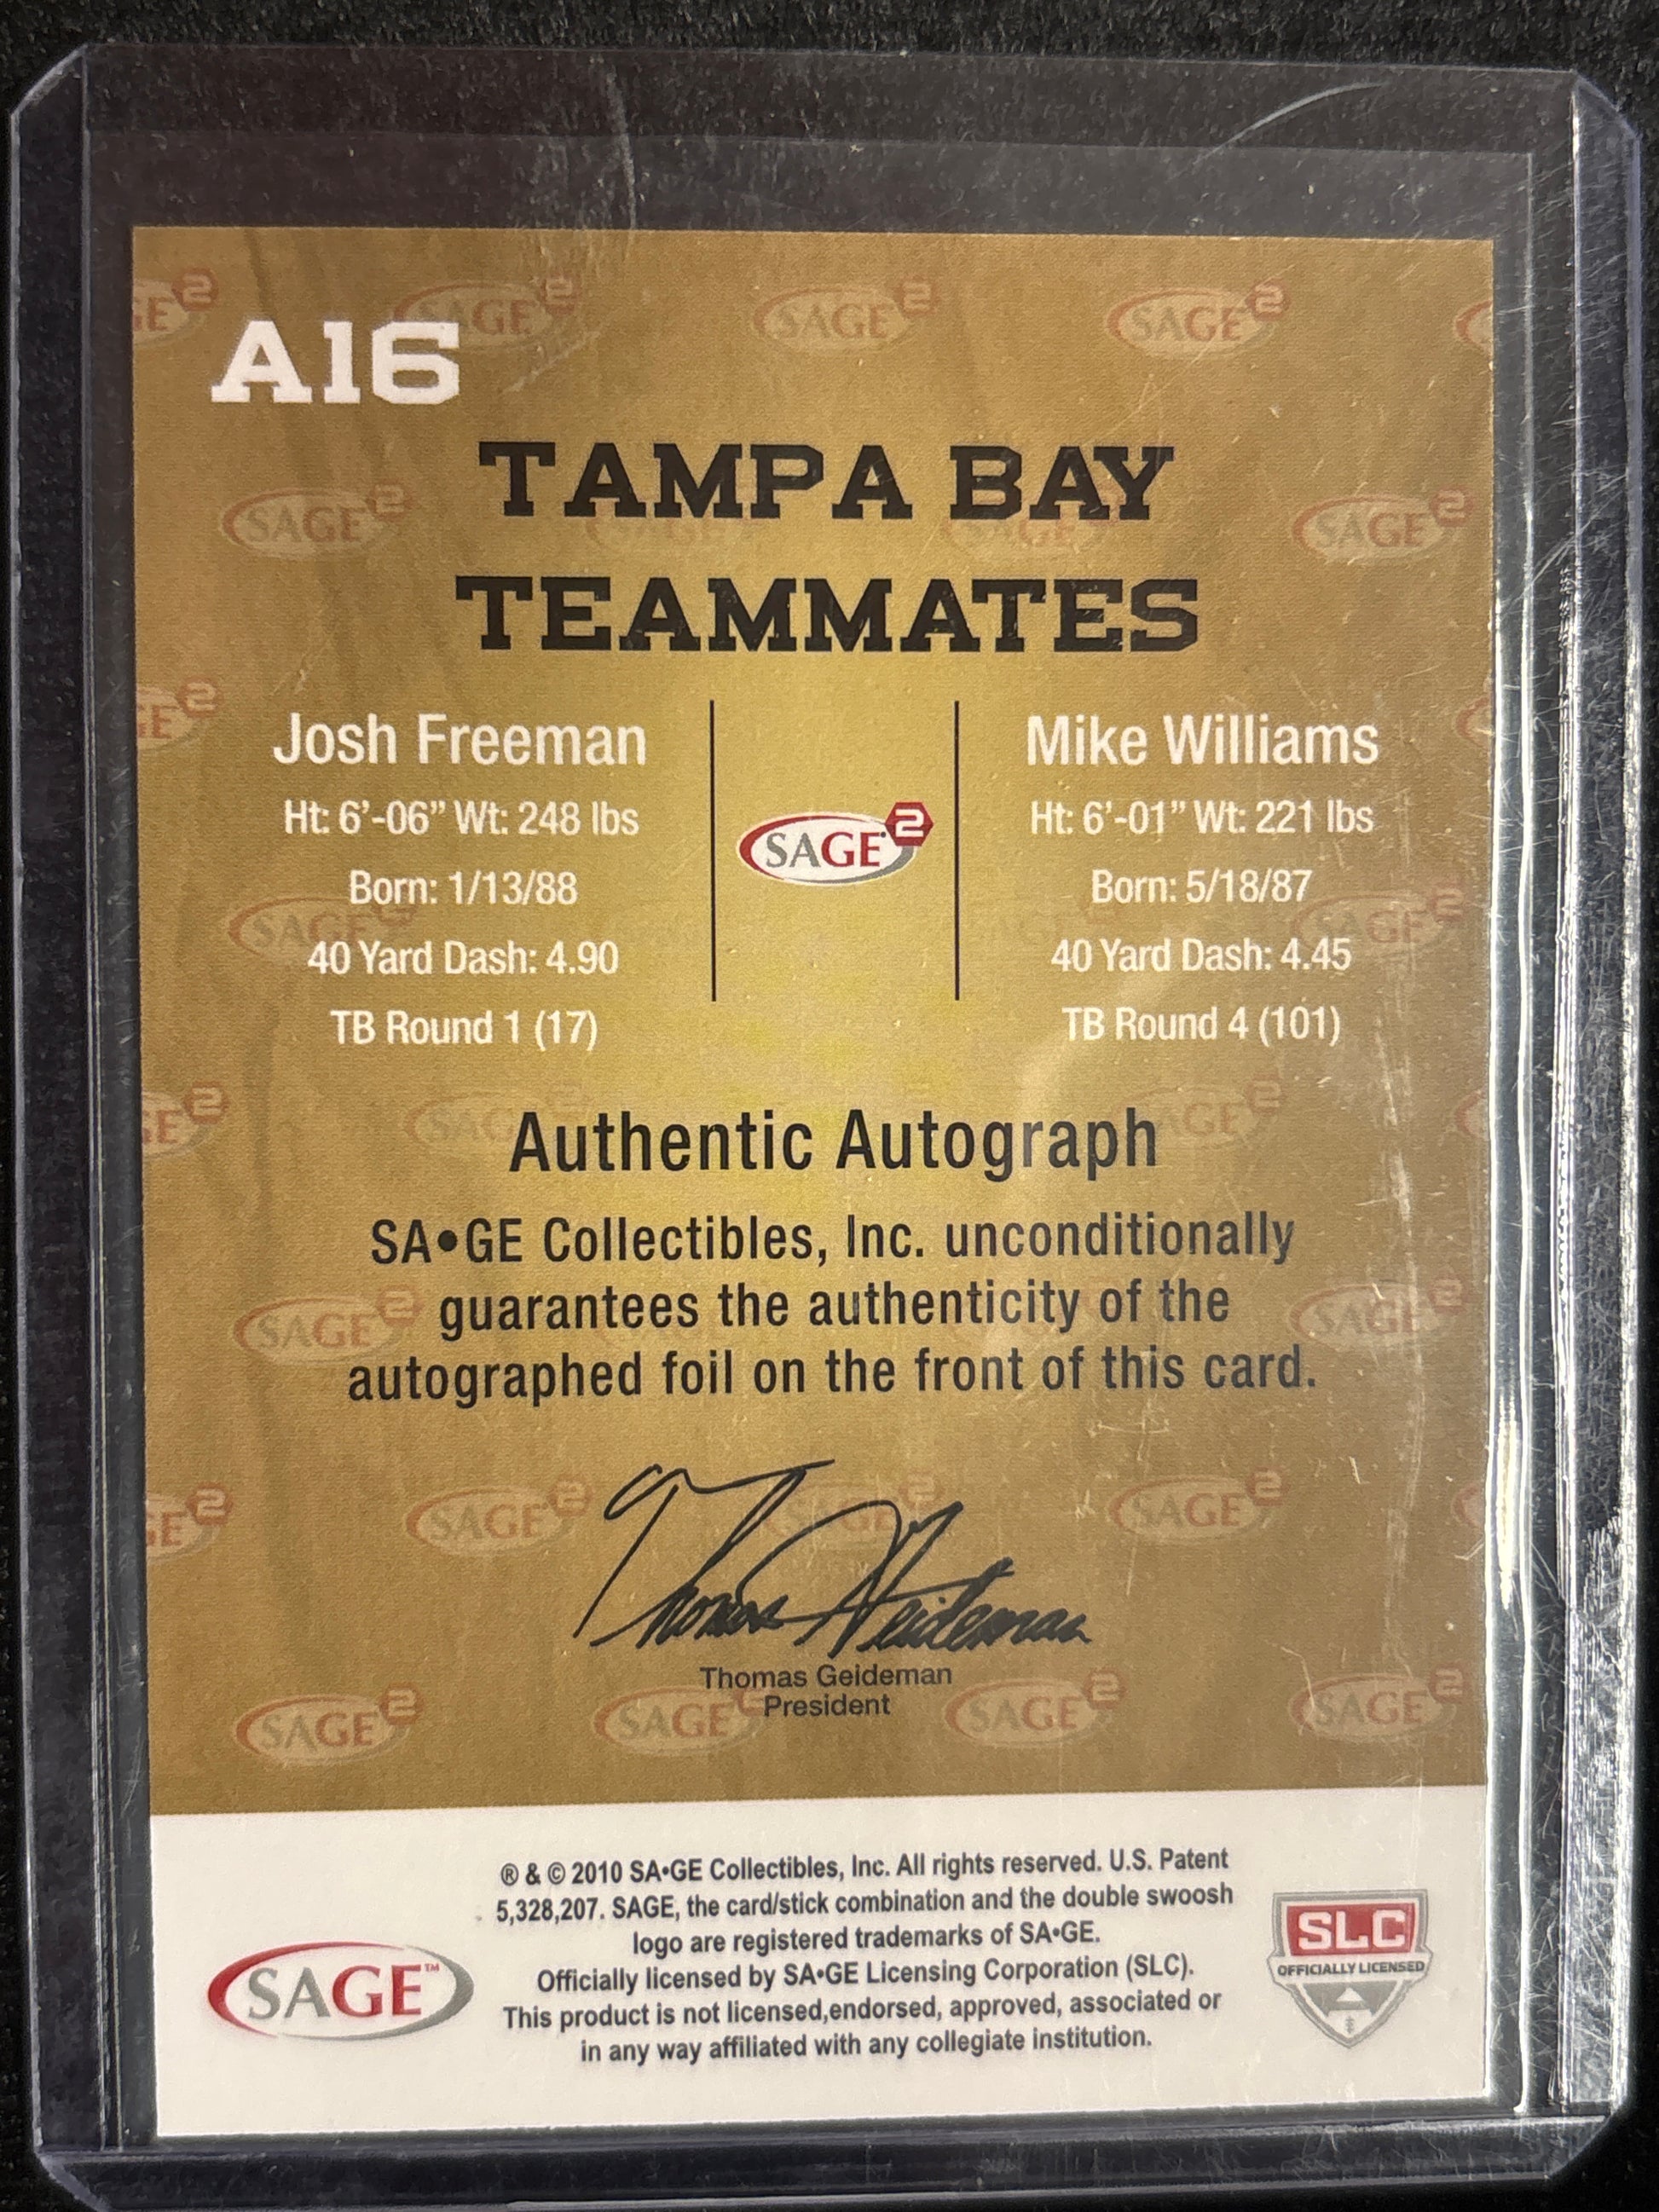 A16
TAMPA BAY
TEAMMATES
Josh Freeman
Ht: 6’-06” Wt: 248 lbs
Born: 1/13/88
40 Yard Dash: 4.90
TB Round 1 (17)
SAGE 2
Mike Williams
Ht: 6’-01” Wt: 221 lbs
Born: 5/18/87
40 Yard Dash: 4.45
TB Round 4 (101)
Authentic Autograph
SA•GE Collectibles, Inc. unconditionally
guarantees the authenticity of the
autographed foil on the front of this card.
Thomas Geideman
Thomas Geideman
President
® & © 2010 SA•GE Collectibles, Inc. All rights reserved. U.S. Patent
5,328,207. SAGE, the card/stick combination and the double swoosh
logo are registered trademarks of SA•GE.
Officially licensed by SA•GE Licensing Corporation (SLC).
This product is not licensed,endorsed, approved, associated or
in any way affiliated with any collegiate institution.
SAGE™
SLC
OFFICIALLY LICENSED